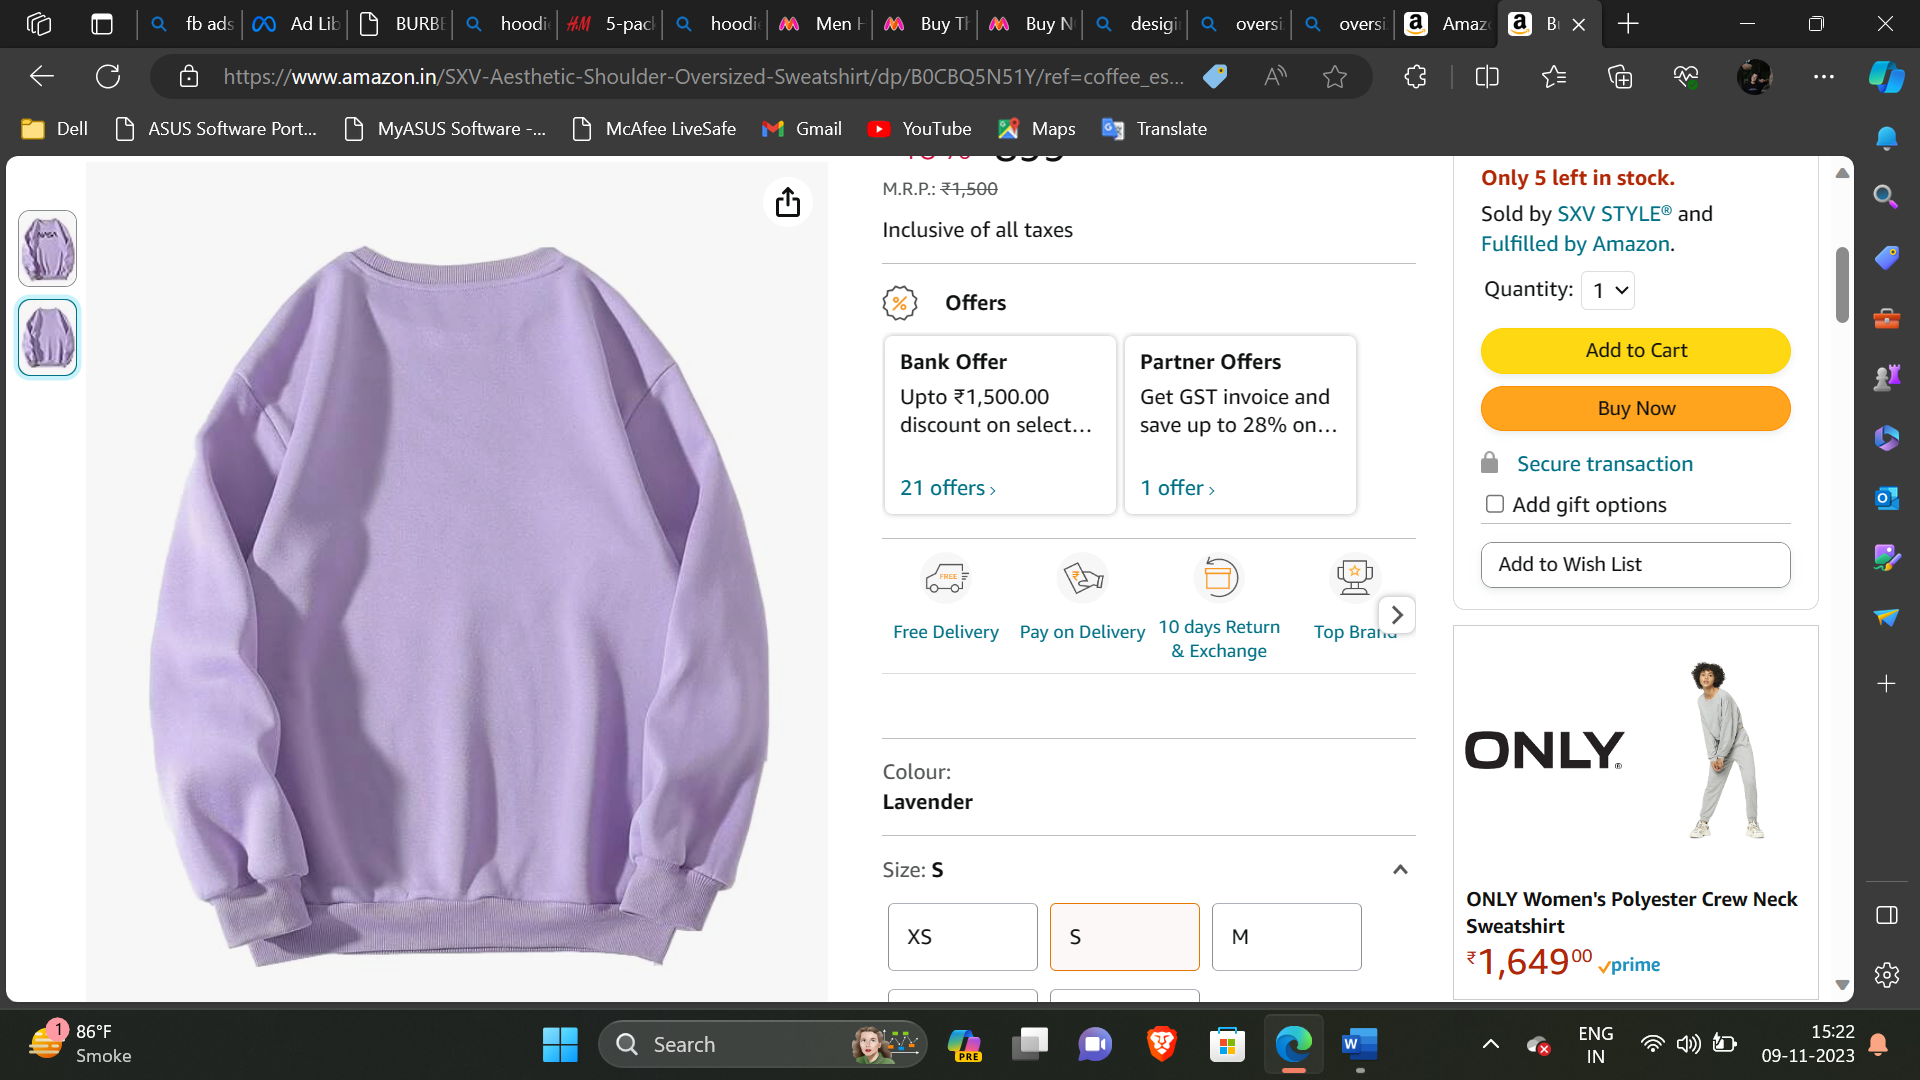 fb ads
Ad Lib
BURBE
hoodie
5-pack
hoodie
Men H
Buy Th
Buy N
desigi
oversi
oversi
Amaz
https://www.amazon.in/SXV-Aesthetic-Shoulder-Oversized-Sweatshirt/dp/B0CBQ5N51Y/ref=coffee_es...
Dell
ASUS Software Port...
MyASUS Software -...
McAfee LiveSafe
Gmail
YouTube
Maps
Translate
NASA
M.R.P.: ₹1,500
Inclusive of all taxes
Offers
Bank Offer
Upto ₹1,500.00
discount on select...
21 offers ›
Partner Offers
Get GST invoice and
save up to 28% on...
1 offer ›
FREE
Free Delivery
Pay on Delivery
10 days Return
& Exchange
Top Brand
Colour:
Lavender
Size: S
XS
S
M
Only 5 left in stock.
Sold by SXV STYLE® and
Fulfilled by Amazon.
Quantity: 1
Add to Cart
Buy Now
Secure transaction
Add gift options
Add to Wish List
ONLY®
ONLY Women's Polyester Crew Neck
Sweatshirt
₹1,64900 prime
1
86°F
Smoke
Search
PRE
ENG
IN
15:22
09-11-2023